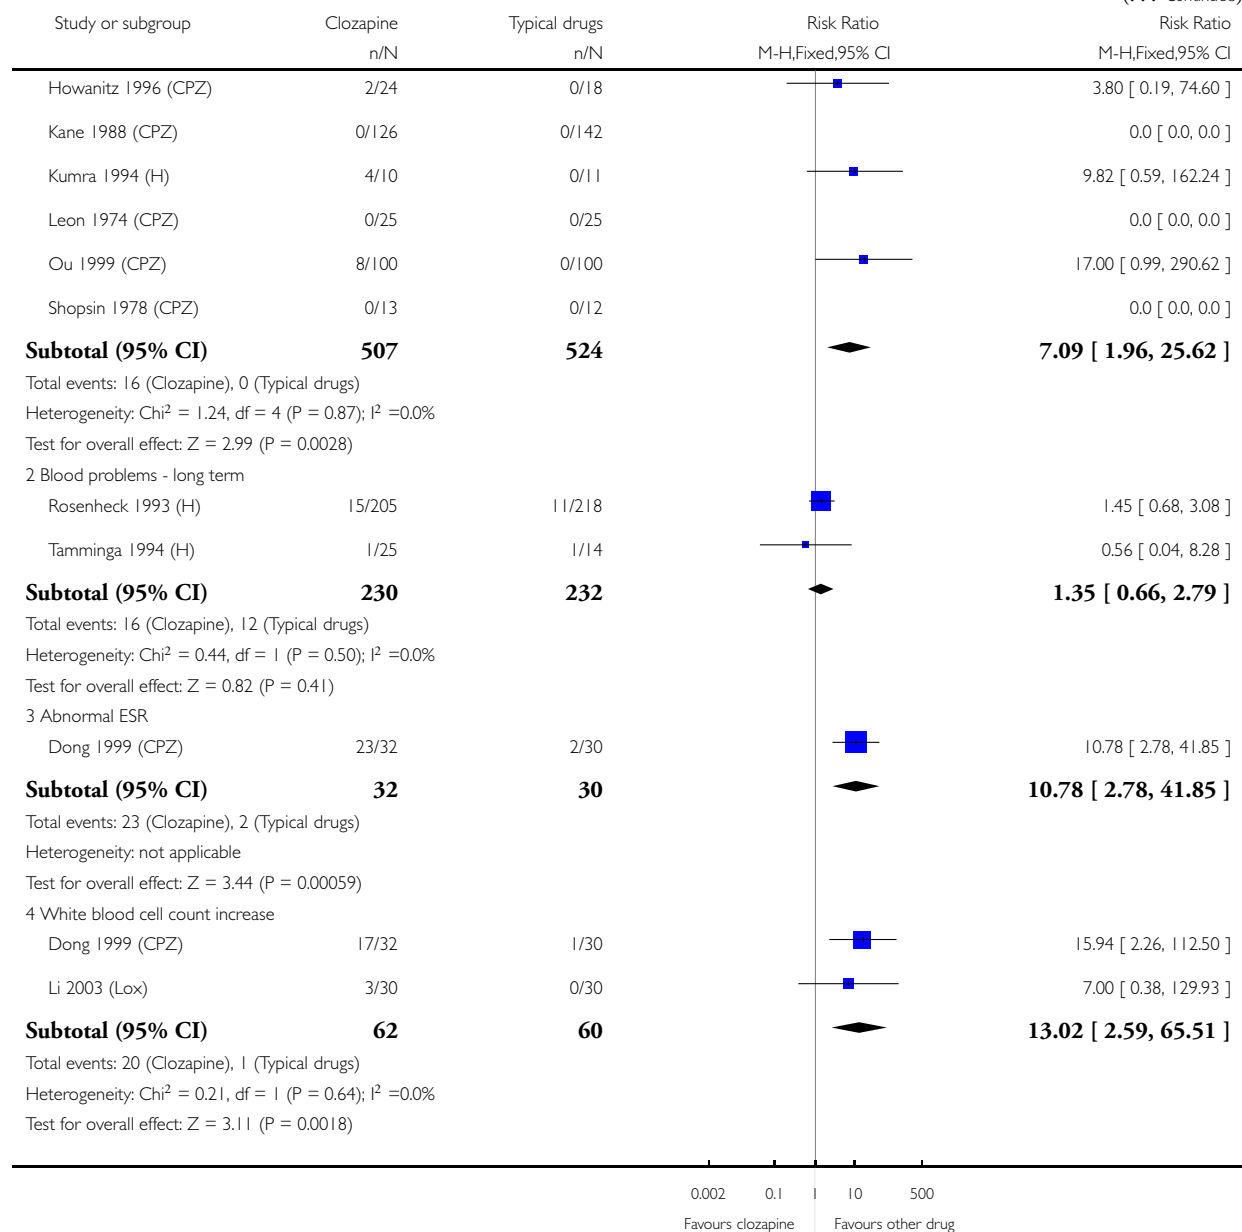 Continued)
Study or subgroup Clozapine Typical drugs Risk Ratio Risk Ratio
n/N n/N M-H,Fixed,95% CI M-H,Fixed,95% CI
Howanitz 1996 (CPZ) 2/24 0/18 3.80 [ 0.19, 74.60 ]
Kane 1988 (CPZ) 0/126 0/142 0.0 [ 0.0, 0.0 ]
Kumra 1994 (H) 4/10 0/11 9.82 [ 0.59, 162.24 ]
Leon 1974 (CPZ) 0/25 0/25 0.0 [ 0.0, 0.0 ]
Ou 1999 (CPZ) 8/100 0/100 17.00 [ 0.99, 290.62 ]
Shopsin 1978 (CPZ) 0/13 0/12 0.0 [ 0.0, 0.0 ]
Subtotal (95% CI) 507 524 7.09 [ 1.96, 25.62 ]
Total events: 16 (Clozapine), 0 (Typical drugs)
Heterogeneity: Chi² = 1.24, df = 4 (P = 0.87); I² =0.0%
Test for overall effect: Z = 2.99 (P = 0.0028)
2 Blood problems - long term
Rosenheck 1993 (H) 15/205 11/218 1.45 [ 0.68, 3.08 ]
Tamminga 1994 (H) 1/25 1/14 0.56 [ 0.04, 8.28 ]
Subtotal (95% CI) 230 232 1.35 [ 0.66, 2.79 ]
Total events: 16 (Clozapine), 12 (Typical drugs)
Heterogeneity: Chi² = 0.44, df = 1 (P = 0.50); I² =0.0%
Test for overall effect: Z = 0.82 (P = 0.41)
3 Abnormal ESR
Dong 1999 (CPZ) 23/32 2/30 10.78 [ 2.78, 41.85 ]
Subtotal (95% CI) 32 30 10.78 [ 2.78, 41.85 ]
Total events: 23 (Clozapine), 2 (Typical drugs)
Heterogeneity: not applicable
Test for overall effect: Z = 3.44 (P = 0.00059)
4 White blood cell count increase
Dong 1999 (CPZ) 17/32 1/30 15.94 [ 2.26, 112.50 ]
Li 2003 (Lox) 3/30 0/30 7.00 [ 0.38, 129.93 ]
Subtotal (95% CI) 62 60 13.02 [ 2.59, 65.51 ]
Total events: 20 (Clozapine), 1 (Typical drugs)
Heterogeneity: Chi² = 0.21, df = 1 (P = 0.64); I² =0.0%
Test for overall effect: Z = 3.11 (P = 0.0018)
0.002 0.1 1 10 500
Favours clozapine Favours other drug